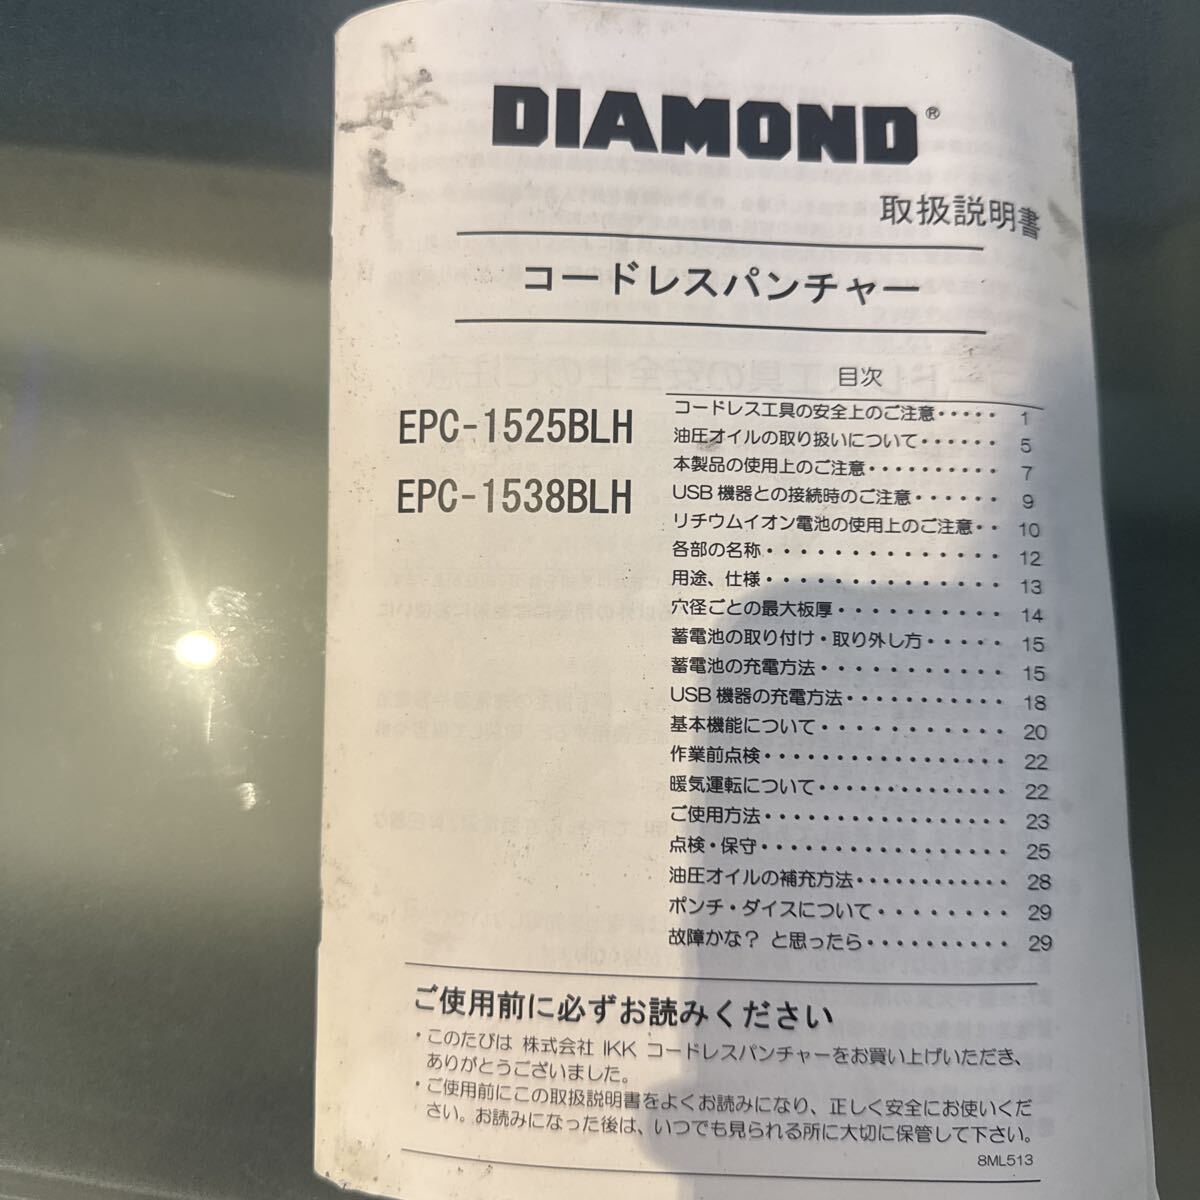 DIAMOND®
取扱説明書
コードレスパンチャー
EPC-1525BLH
EPC-1538BLH
目次
コードレス工具の安全上のご注意・・・・・ 1
油圧オイルの取り扱いについて・・・・・・ 5
本製品の使用上のご注意・・・・・・・・・・ 7
USB 機器との接続時のご注意・・・・・・ 9
リチウムイオン電池の使用上のご注意・・ 10
各部の名称・・・・・・・・・・・・・・ 12
用途、仕様・・・・・・・・・・・・・・ 13
穴径ごとの最大板厚・・・・・・・・・・ 14
蓄電池の取り付け・取り外し方・・・・・ 15
蓄電池の充電方法・・・・・・・・・・・ 15
USB 機器の充電方法・・・・・・・・・・・ 18
基本機能について・・・・・・・・・・・ 20
作業前点検・・・・・・・・・・・・・・・・ 22
暖気運転について・・・・・・・・・・・・・ 22
ご使用方法・・・・・・・・・・・・・・・・ 23
点検・保守・・・・・・・・・・・・・・・・・ 25
油圧オイルの補充方法・・・・・・・・・・・ 28
ポンチ・ダイスについて・・・・・・・・ 29
故障かな？ と思ったら・・・・・・・・・・ 29
ご使用前に必ずお読みください
・このたびは 株式会社 IKK コードレスパンチャーをお買い上げいただき、
ありがとうございました。
・ご使用前にこの取扱説明書をよくお読みになり、正しく安全にお使いくだ
さい。お読みになった後は、いつでも見られる所に大切に保管して下さい。
8ML513